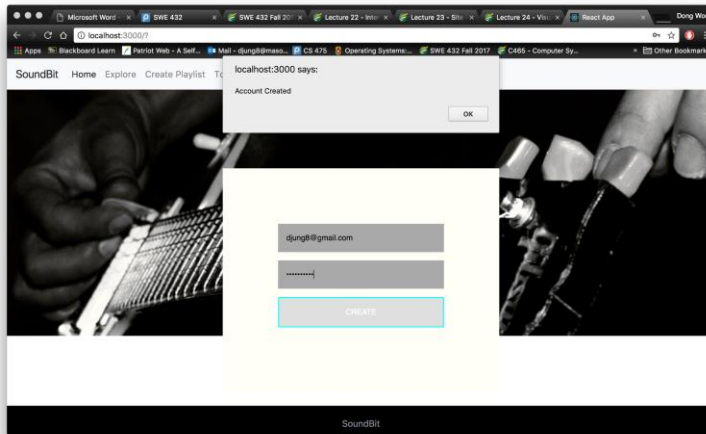 Microsoft Word - SWE 432 SWE 432 Fall 201 Lecture 22 - Inter Lecture 23 - Site Lecture 24 - Visu React App Dong Wo
localhost:3000/?
Apps Blackboard Learn Patriot Web - A Self... Mail - djung8@maso... CS 475 Operating Systems:... SWE 432 Fall 2017 C465 - Computer Sy... » Other Bookmark
SoundBit Home Explore Create Playlist
localhost:3000 says:
Account Created
OK
djung8@gmail.com
CREATE
SoundBit